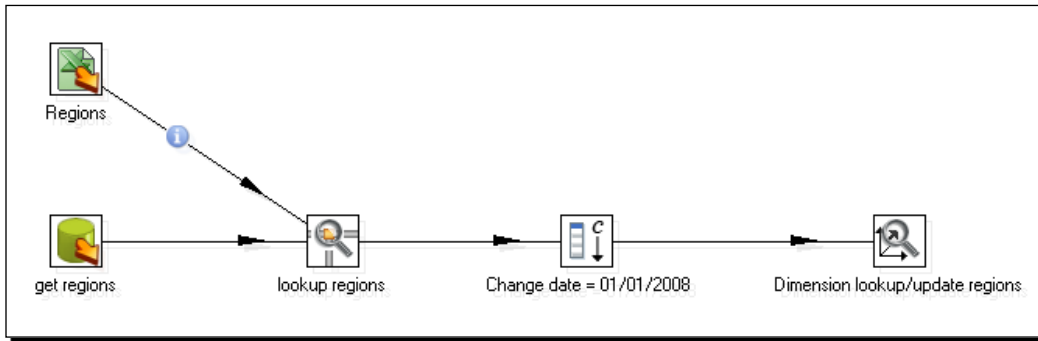 Regions
i
get regions
lookup regions
C
Change date = 01/01/2008
Dimension lookup/update regions